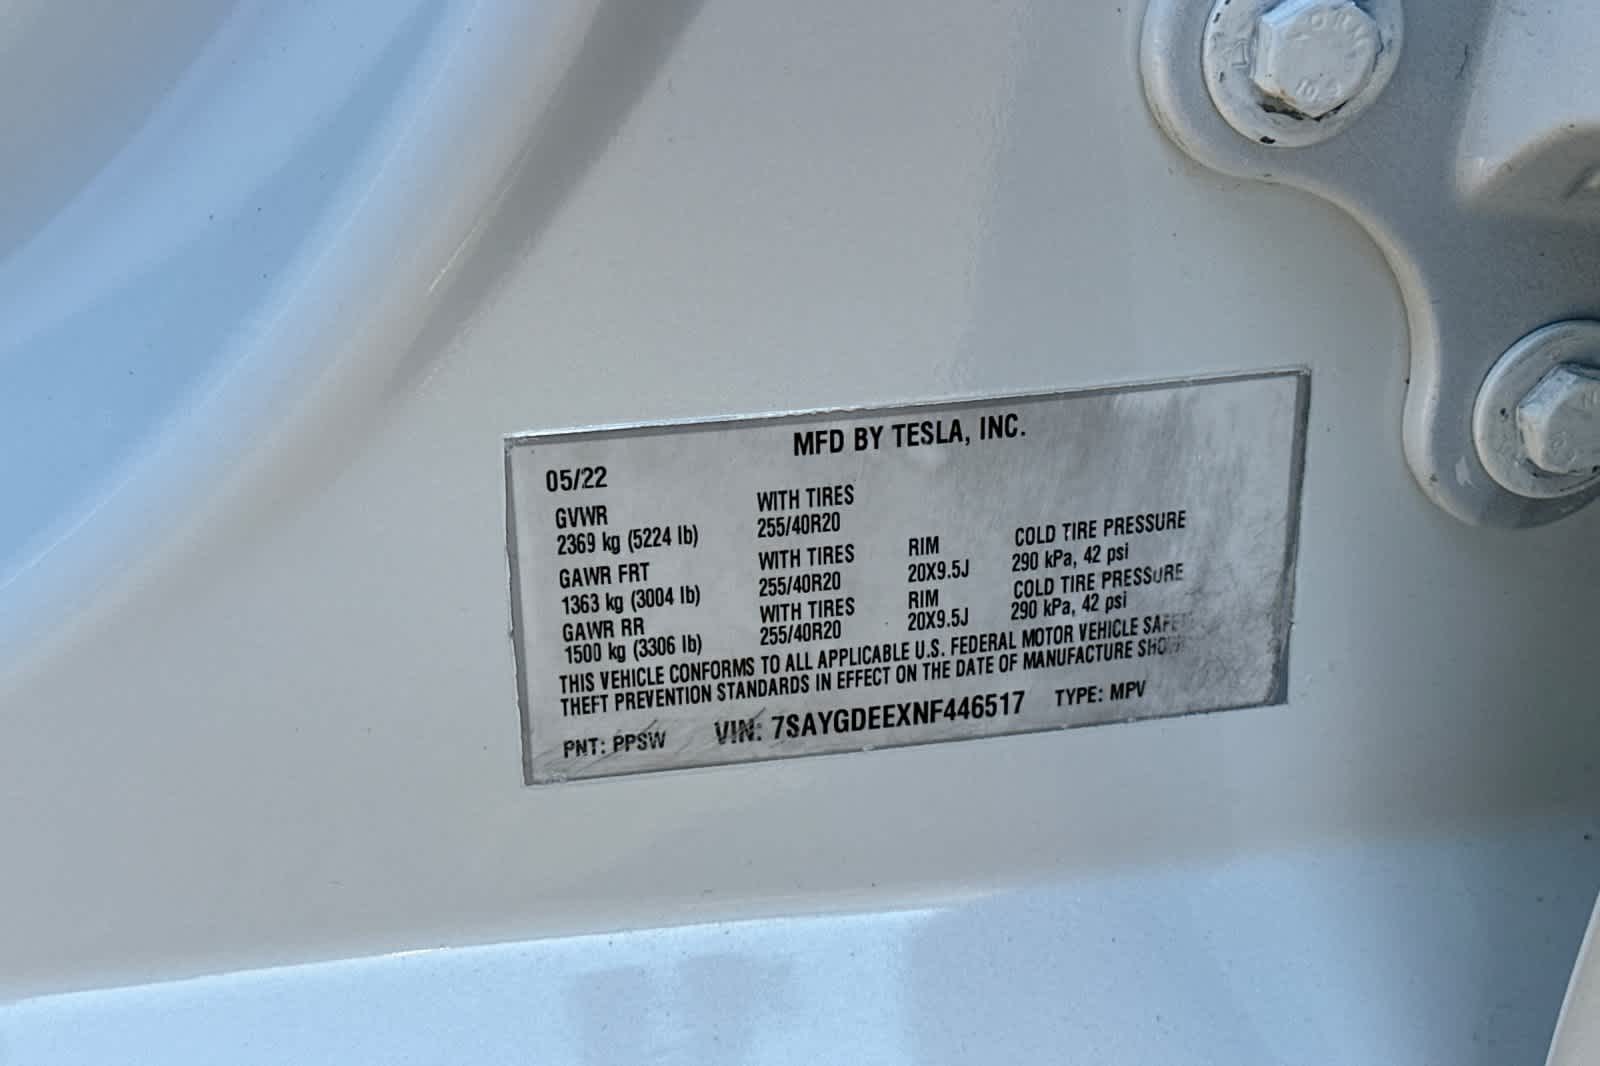 MFD BY TESLA, INC.
05/22
GVWR WITH TIRES
2369 kg (5224 lb) 255/40R20
GAWR FRT WITH TIRES RIM COLD TIRE PRESSURE
1363 kg (3004 lb) 255/40R20 20X9.5J 290 kPa, 42 psi
GAWR RR WITH TIRES RIM COLD TIRE PRESSURE
1500 kg (3306 lb) 255/40R20 20X9.5J 290 kPa, 42 psi
THIS VEHICLE CONFORMS TO ALL APPLICABLE U.S. FEDERAL MOTOR VEHICLE
THEFT PREVENTION STANDARDS IN EFFECT ON THE DATE OF MANUFACTURE
PNT: PPSW VIN: 7SAYGDEEXNF446517 TYPE: MPV